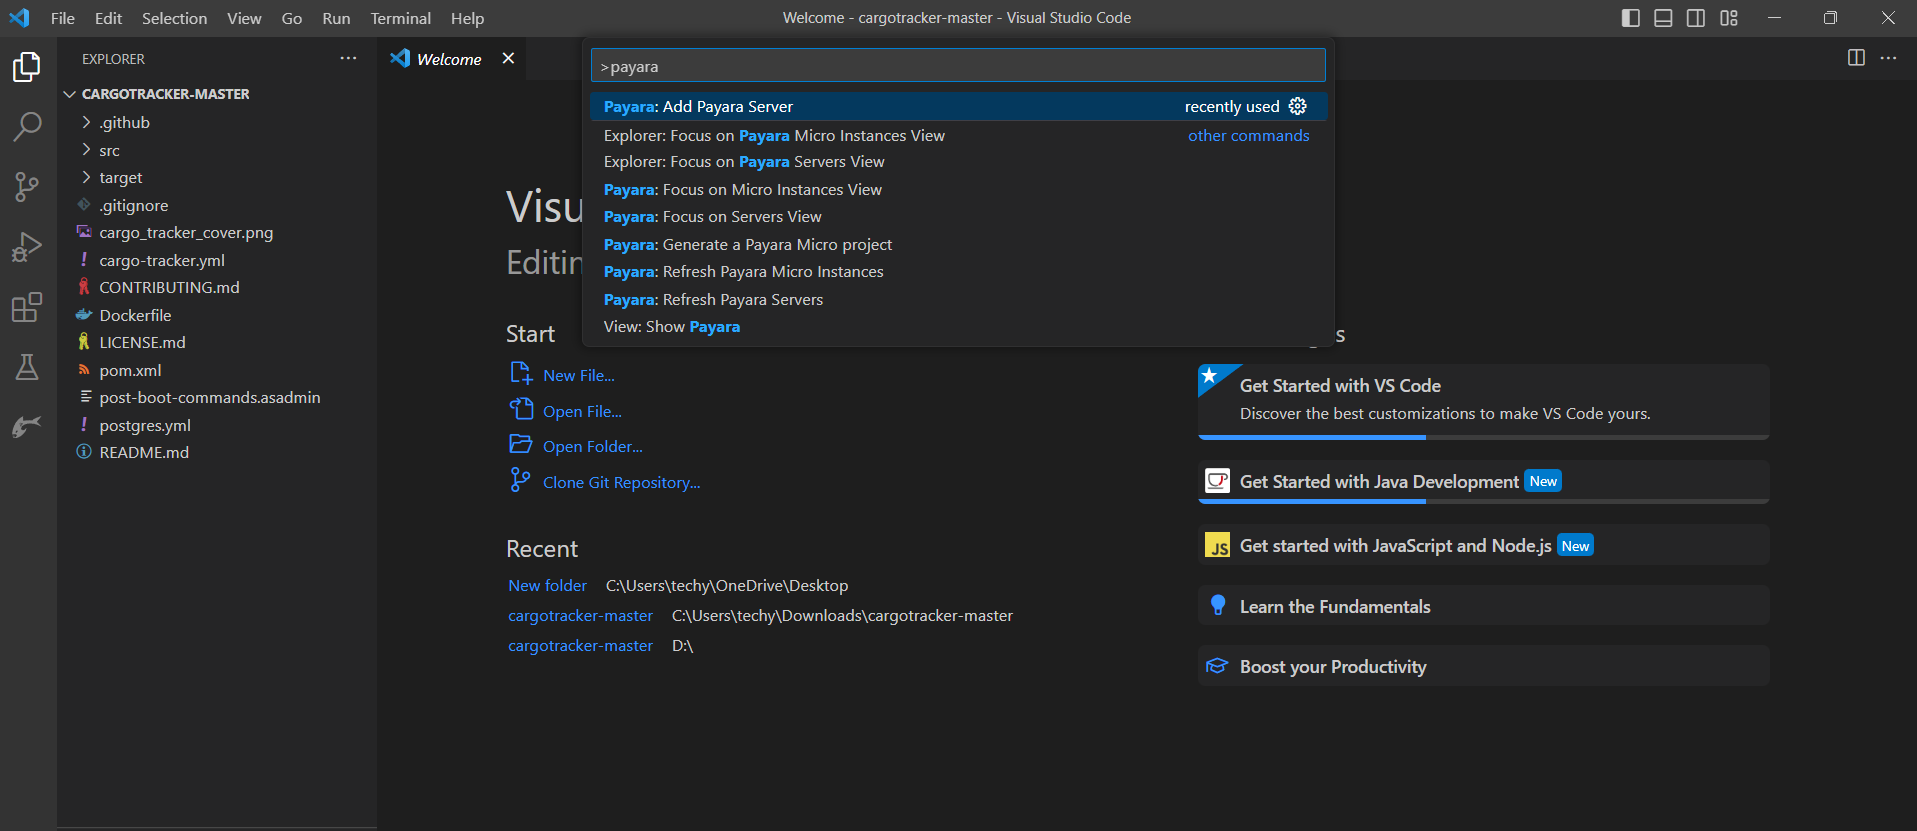 File Edit Selection View Go Run Terminal Help
Welcome - cargotracker-master - Visual Studio Code
EXPLORER
CARGOTRACKER-MASTER
.github
src
target
.gitignore
cargo_tracker_cover.png
cargo-tracker.yml
CONTRIBUTING.md
Dockerfile
LICENSE.md
pom.xml
post-boot-commands.asadmin
postgres.yml
README.md
Welcome
>payara
Payara: Add Payara Server recently used
Explorer: Focus on Payara Micro Instances View other commands
Explorer: Focus on Payara Servers View
Payara: Focus on Micro Instances View
Payara: Focus on Servers View
Payara: Generate a Payara Micro project
Payara: Refresh Payara Micro Instances
Payara: Refresh Payara Servers
View: Show Payara
Visu
Editin
Start
New File...
Open File...
Open Folder...
Clone Git Repository...
Recent
New folder C:\Users\techy\OneDrive\Desktop
cargotracker-master C:\Users\techy\Downloads\cargotracker-master
cargotracker-master D:\
Get Started with VS Code
Discover the best customizations to make VS Code yours.
Get Started with Java Development New
JS Get started with JavaScript and Node.js New
Learn the Fundamentals
Boost your Productivity